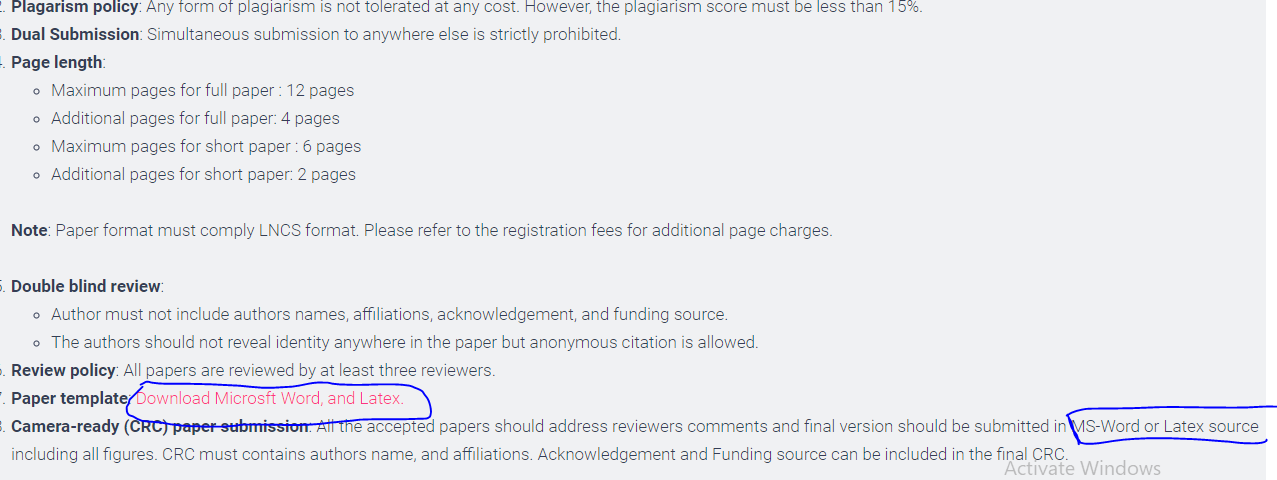 . Plagarism policy: Any form of plagiarism is not tolerated at any cost. However, the plagiarism score must be less than 15%.
. Dual Submission: Simultaneous submission to anywhere else is strictly prohibited.
. Page length:
Maximum pages for full paper : 12 pages
Additional pages for full paper: 4 pages
Maximum pages for short paper : 6 pages
Additional pages for short paper: 2 pages
Note: Paper format must comply LNCS format. Please refer to the registration fees for additional page charges.
. Double blind review:
Author must not include authors names, affiliations, acknowledgement, and funding source.
The authors should not reveal identity anywhere in the paper but anonymous citation is allowed.
. Review policy: All papers are reviewed by at least three reviewers.
. Paper template: Download Microsft Word, and Latex.
. Camera-ready (CRC) paper submission: All the accepted papers should address reviewers comments and final version should be submitted in MS-Word or Latex source
including all figures. CRC must contains authors name, and affiliations. Acknowledgement and Funding source can be included in the final CRC.
Activate Windows